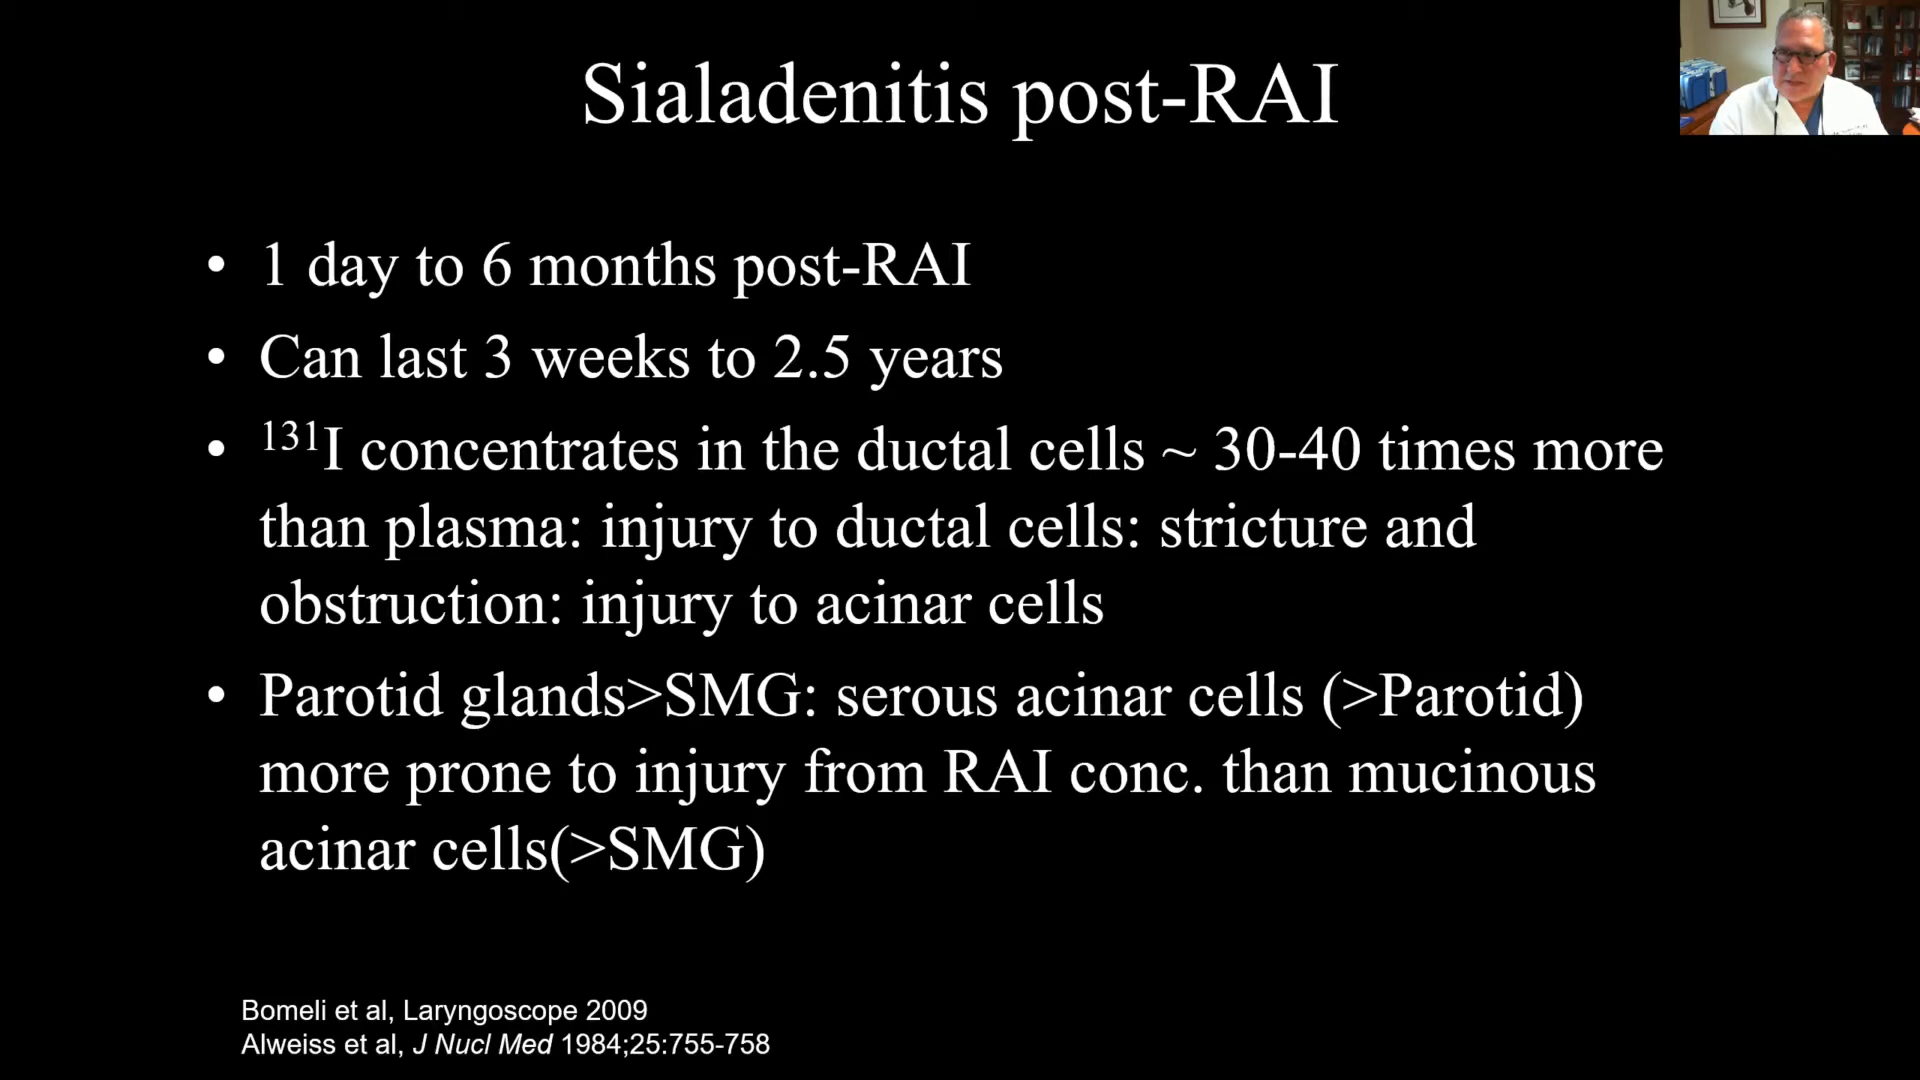 Sialadenitis post-RAI
• 1 day to 6 months post-RAI
• Can last 3 weeks to 2.5 years
• ¹³¹I concentrates in the ductal cells ~ 30-40 times more
than plasma: injury to ductal cells: stricture and
obstruction: injury to acinar cells
• Parotid glands>SMG: serous acinar cells (>Parotid)
more prone to injury from RAI conc. than mucinous
acinar cells(>SMG)
Bomeli et al, Laryngoscope 2009
Alweiss et al, J Nucl Med 1984;25:755-758